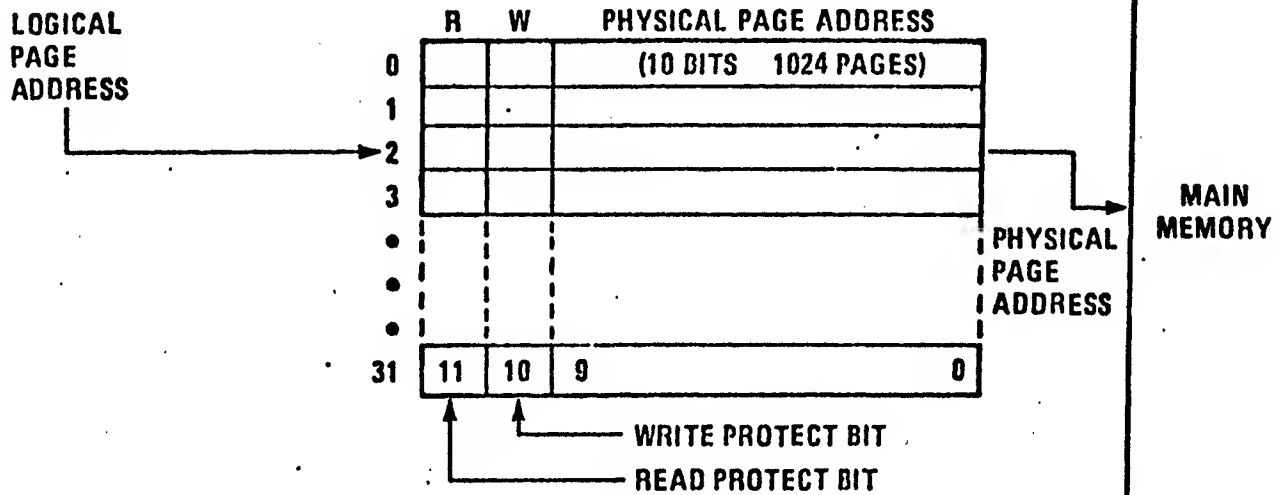 LOGICAL
PAGE
ADDRESS
R W PHYSICAL PAGE ADDRESS
0 (10 BITS 1024 PAGES)
1
2
3
PHYSICAL
PAGE
ADDRESS
MAIN
MEMORY
31 11 10 9 0
WRITE PROTECT BIT
READ PROTECT BIT